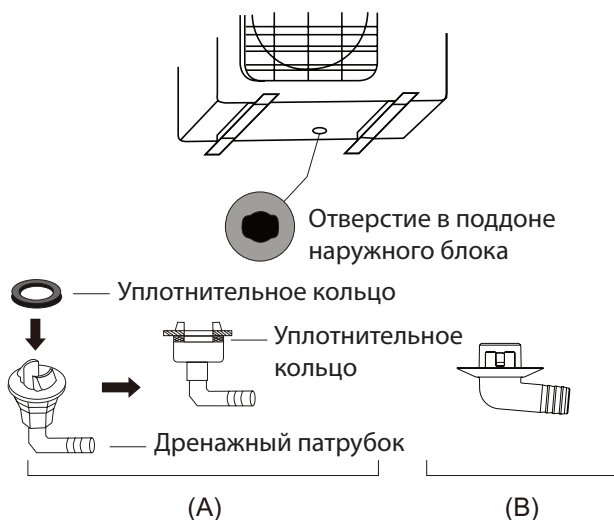 Отверстие в поддоне
наружного блока
Уплотнительное кольцо
Уплотнительное
кольцо
Дренажный патрубок
(A)
(B)